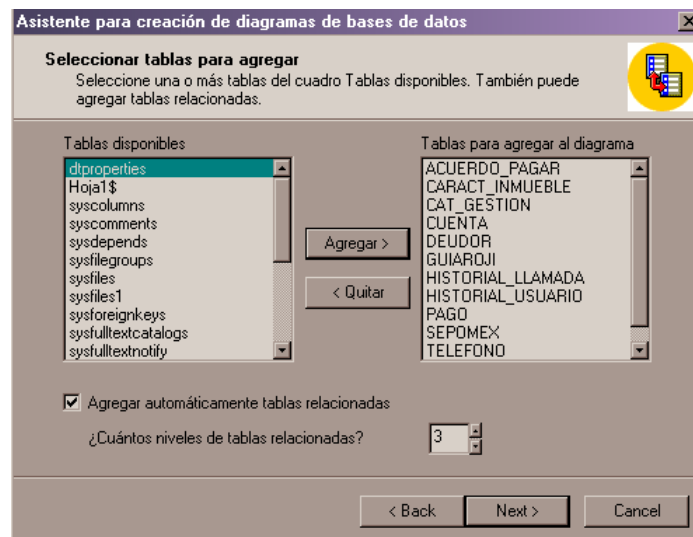 Asistente para creación de diagramas de bases de datos
Seleccionar tablas para agregar
Seleccione una o más tablas del cuadro Tablas disponibles. También puede
agregar tablas relacionadas.
Tablas disponibles
dtproperties
Hoja1$
syscolumns
syscomments
sysdepends
sysfilegroups
sysfiles
sysfiles1
sysforeignkeys
sysfulltextcatalogs
sysfulltextnotify
Agregar >
< Quitar
Tablas para agregar al diagrama
ACUERDO_PAGAR
CARACT_INMUEBLE
CAT_GESTION
CUENTA
DEUDOR
GUIAROJI
HISTORIAL_LLAMADA
HISTORIAL_USUARIO
PAGO
SEPOMEX
TELEFONO
Agregar automáticamente tablas relacionadas
¿Cuántos niveles de tablas relacionadas? 3
< Back Next > Cancel